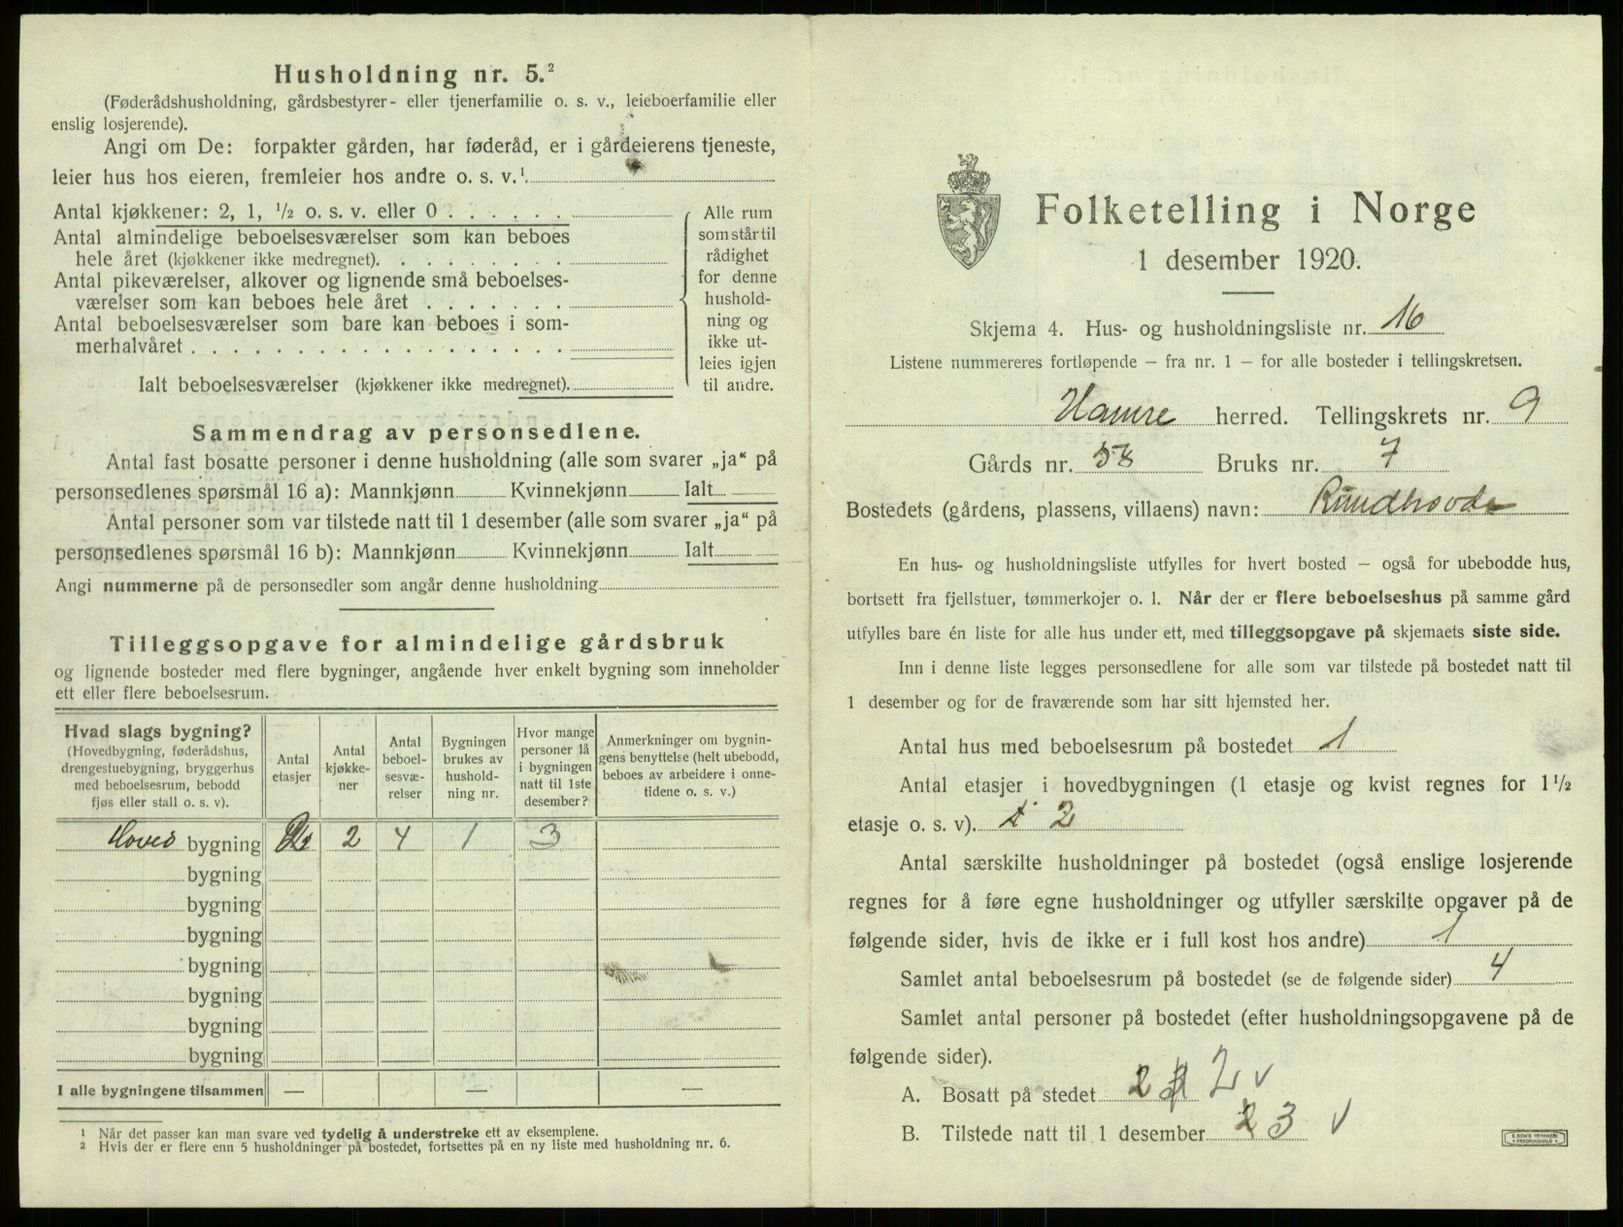 Husholdning nr. 5.²
(Føderådshusholdning, gårdsbestyrer- eller tjenerfamilie o. s. v., leieboerfamilie eller
enslig losjerende).
Angi om De: forpakter gården, har føderåd, er i gårdeierens tjeneste,
leier hus hos eieren, fremleier hos andre o. s. v.¹
Antal kjøkkener: 2, 1, ½ o. s. v. eller 0
Antal almindelige beboelsesværelser som kan beboes
hele året (kjøkkener ikke medregnet).
Antal pikeværelser, alkover og lignende små beboelses-
værelser som kan beboes hele året
Antal beboelsesværelser som bare kan beboes i som-
merhalvåret
Ialt beboelsesværelser (kjøkkener ikke medregnet).
Alle rum
som står til
rådighet
for denne
hushold-
ning og
ikke ut-
leies igjen
til andre.
Sammendrag av personsedlene.
Antal fast bosatte personer i denne husholdning (alle som svarer „ja“ på
personsedlenes spørsmål 16 a): Mannkjønn Kvinnekjønn Ialt
Antal personer som var tilstede natt til 1 desember (alle som svarer „ja“ på
personsedlenes spørsmål 16 b): Mannkjønn Kvinnekjønn Ialt
Angi nummerne på de personsedler som angår denne husholdning
Tilleggsopgave for almindelige gårdsbruk
og lignende bosteder med flere bygninger, angående hver enkelt bygning som inneholder
ett eller flere beboelsesrum.
Hvad slags bygning?
(Hovedbygning, føderådshus,
drengestuebygning, bryggerhus
med beboelsesrum, bebodd
fjøs eller stall o. s. v).
Antal
etasjer
Antal
kjøkke-
ner
Antal
beboel-
sesvæ-
relser
Bygningen
brukes av
hushold-
ning nr.
Hvor mange
personer lå
i bygningen
natt til 1ste
desember?
Anmerkninger om bygnin-
gens benyttelse (helt ubebodd,
beboes av arbeidere i onne-
tidene o. s. v.)
Hoved bygning 2 4 1 3
bygning
bygning
bygning
bygning
bygning
bygning
bygning
I alle bygningene tilsammen — — —
1 Når det passer kan man svare ved tydelig å understreke ett av eksemplene.
2 Hvis der er flere enn 5 husholdninger på bostedet, fortsettes på en ny liste med husholdning nr. 6.
Folketelling i Norge
1 desember 1920.
Skjema 4. Hus- og husholdningsliste nr. 16
Listene nummereres fortløpende — fra nr. 1 — for alle bosteder i tellingskretsen.
Hamre herred. Tellingskrets nr. 9
Gårds nr. 58 Bruks nr. 7
Bostedets (gårdens, plassens, villaens) navn: Rundhovde
En hus- og husholdningsliste utfylles for hvert bosted — også for ubebodde hus,
bortsett fra fjellstuer, tømmerkojer o. l. Når der er flere beboelseshus på samme gård
utfylles bare én liste for alle hus under ett, med tilleggsopgave på skjemaets siste side.
Inn i denne liste legges personsedlene for alle som var tilstede på bostedet natt til
1 desember og for de fraværende som har sitt hjemsted her.
Antal hus med beboelsesrum på bostedet 1
Antal etasjer i hovedbygningen (1 etasje og kvist regnes for 1 ½
etasje o. s. v). 2
Antal særskilte husholdninger på bostedet (også enslige losjerende
regnes for å føre egne husholdninger og utfyller særskilte opgaver på de
følgende sider, hvis de ikke er i full kost hos andre) 1
Samlet antal beboelsesrum på bostedet (se de følgende sider) 4
Samlet antal personer på bostedet (efter husholdningsopgavene på de
følgende sider).
A. Bosatt på stedet 2 2 v
B. Tilstede natt til 1 desember 3 v